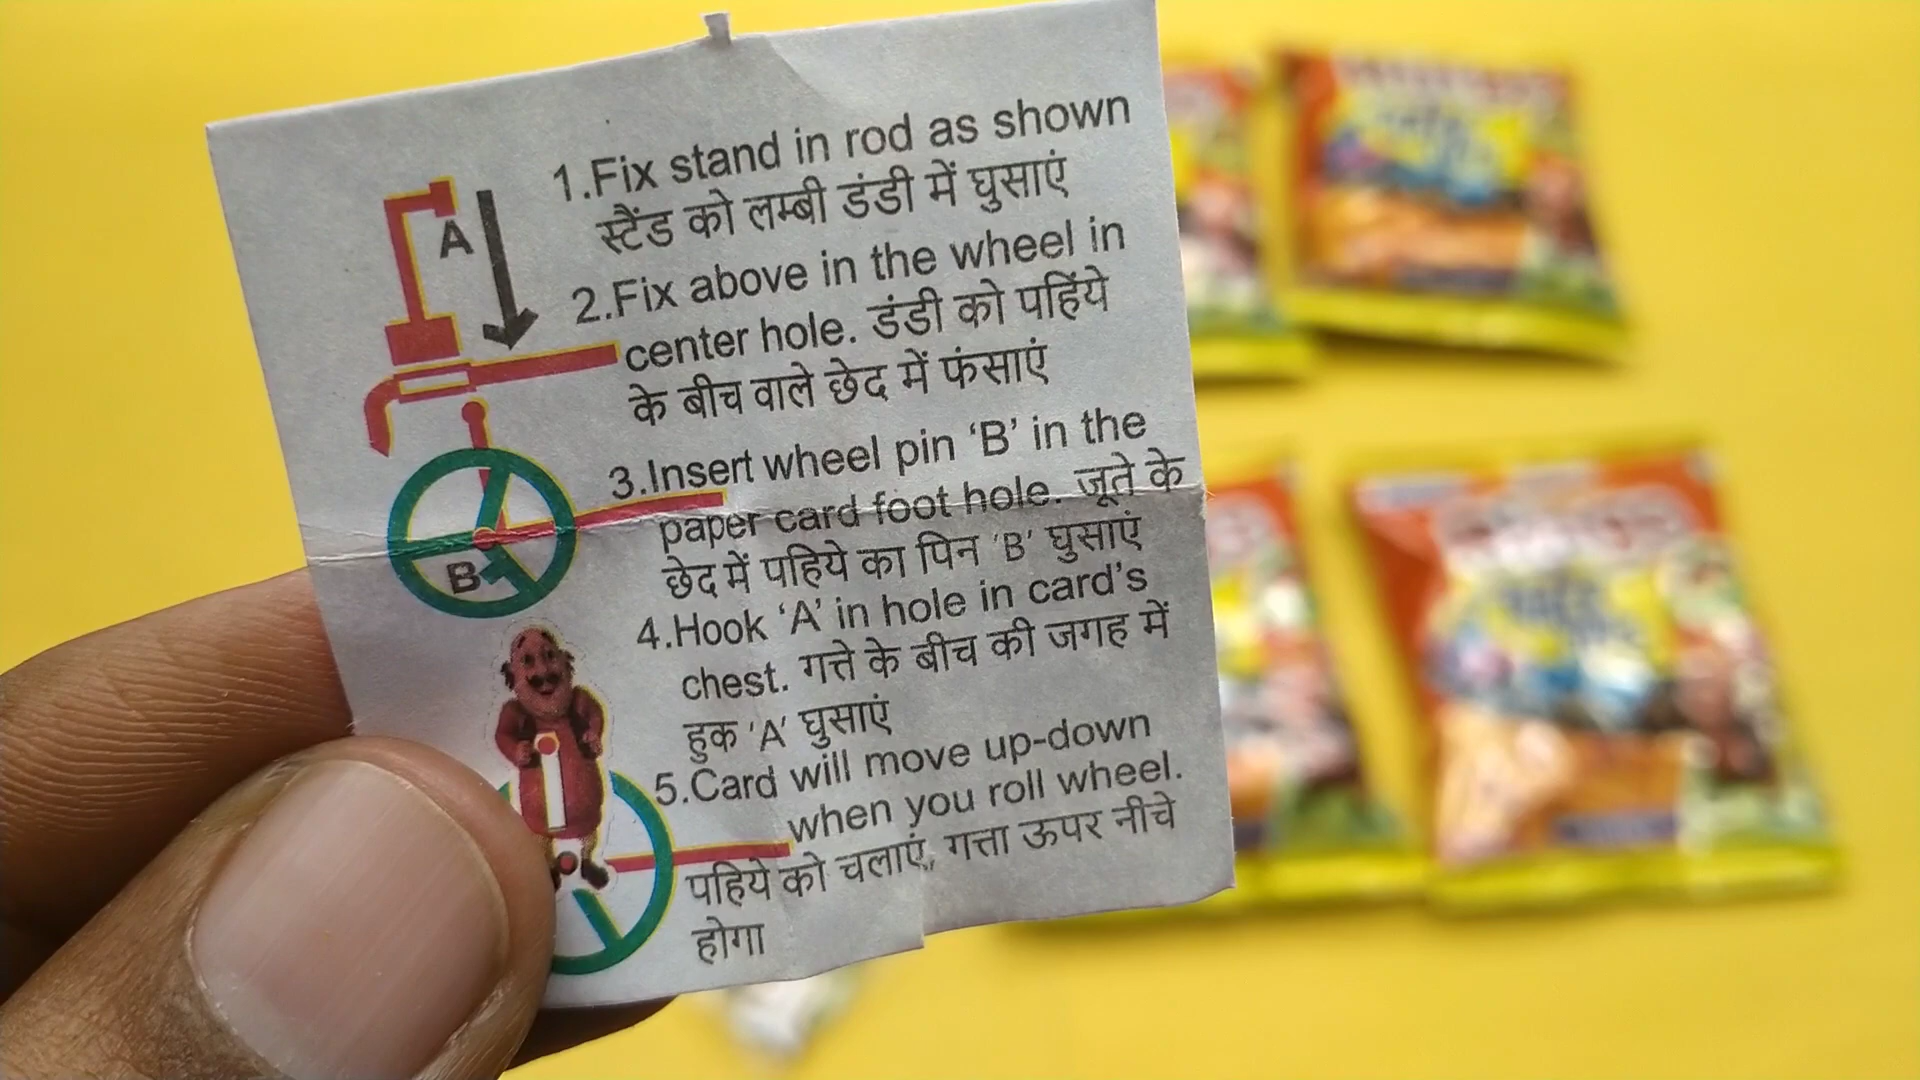 1.Fix stand in rod as shown
स्टैंड को लम्बी डंडी में घुसाएं
A
2.Fix above in the wheel in
center hole. डंडी को पहिंये
के बीच वाले छेद में फंसाएं
3.Insert wheel pin ‘B’ in the
paper card foot hole. जूते के
छेद में पहिये का पिन ‘B’ घुसाएं
B
4.Hook ‘A’ in hole in card’s
chest. गत्ते के बीच की जगह में
हुक ‘A’ घुसाएं
5.Card will move up-down
when you roll wheel.
पहिये को चलाएं, गत्ता ऊपर नीचे
होगा